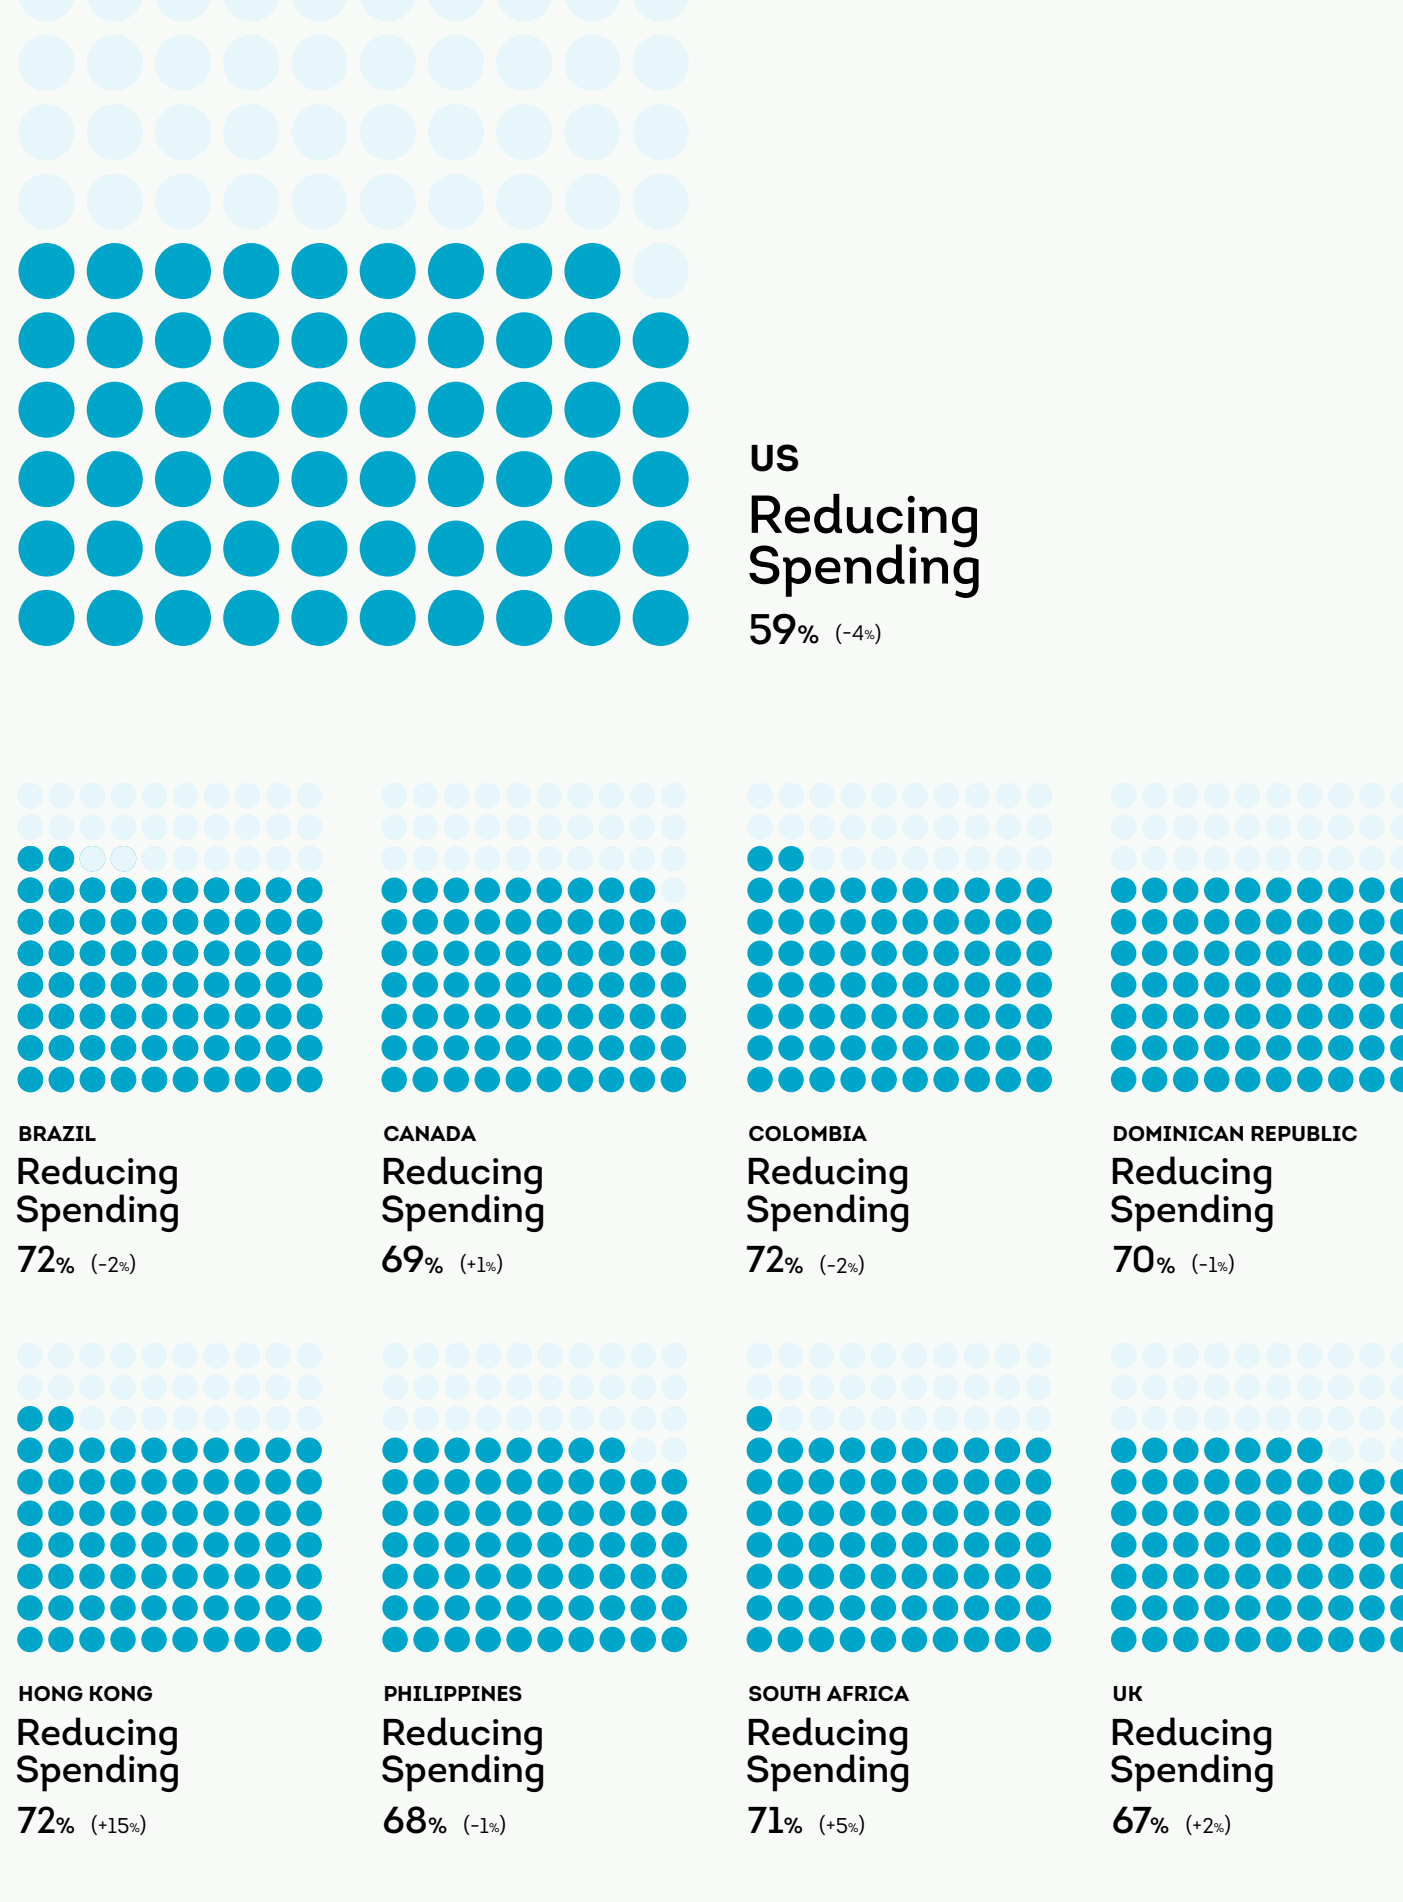 US
Reducing
Spending
59% (-4%)
BRAZIL
Reducing
Spending
72% (-2%)
CANADA
Reducing
Spending
69% (+1%)
COLOMBIA
Reducing
Spending
72% (-2%)
DOMINICAN REPUBLIC
Reducing
Spending
70% (-1%)
HONG KONG
Reducing
Spending
72% (+15%)
PHILIPPINES
Reducing
Spending
68% (-1%)
SOUTH AFRICA
Reducing
Spending
71% (+5%)
UK
Reducing
Spending
67% (+2%)